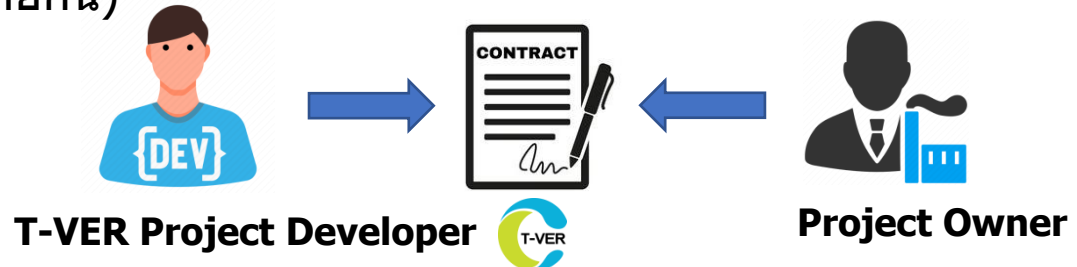 CONTRACT
{DEV}
T-VER Project Developer
T-VER
Project Owner